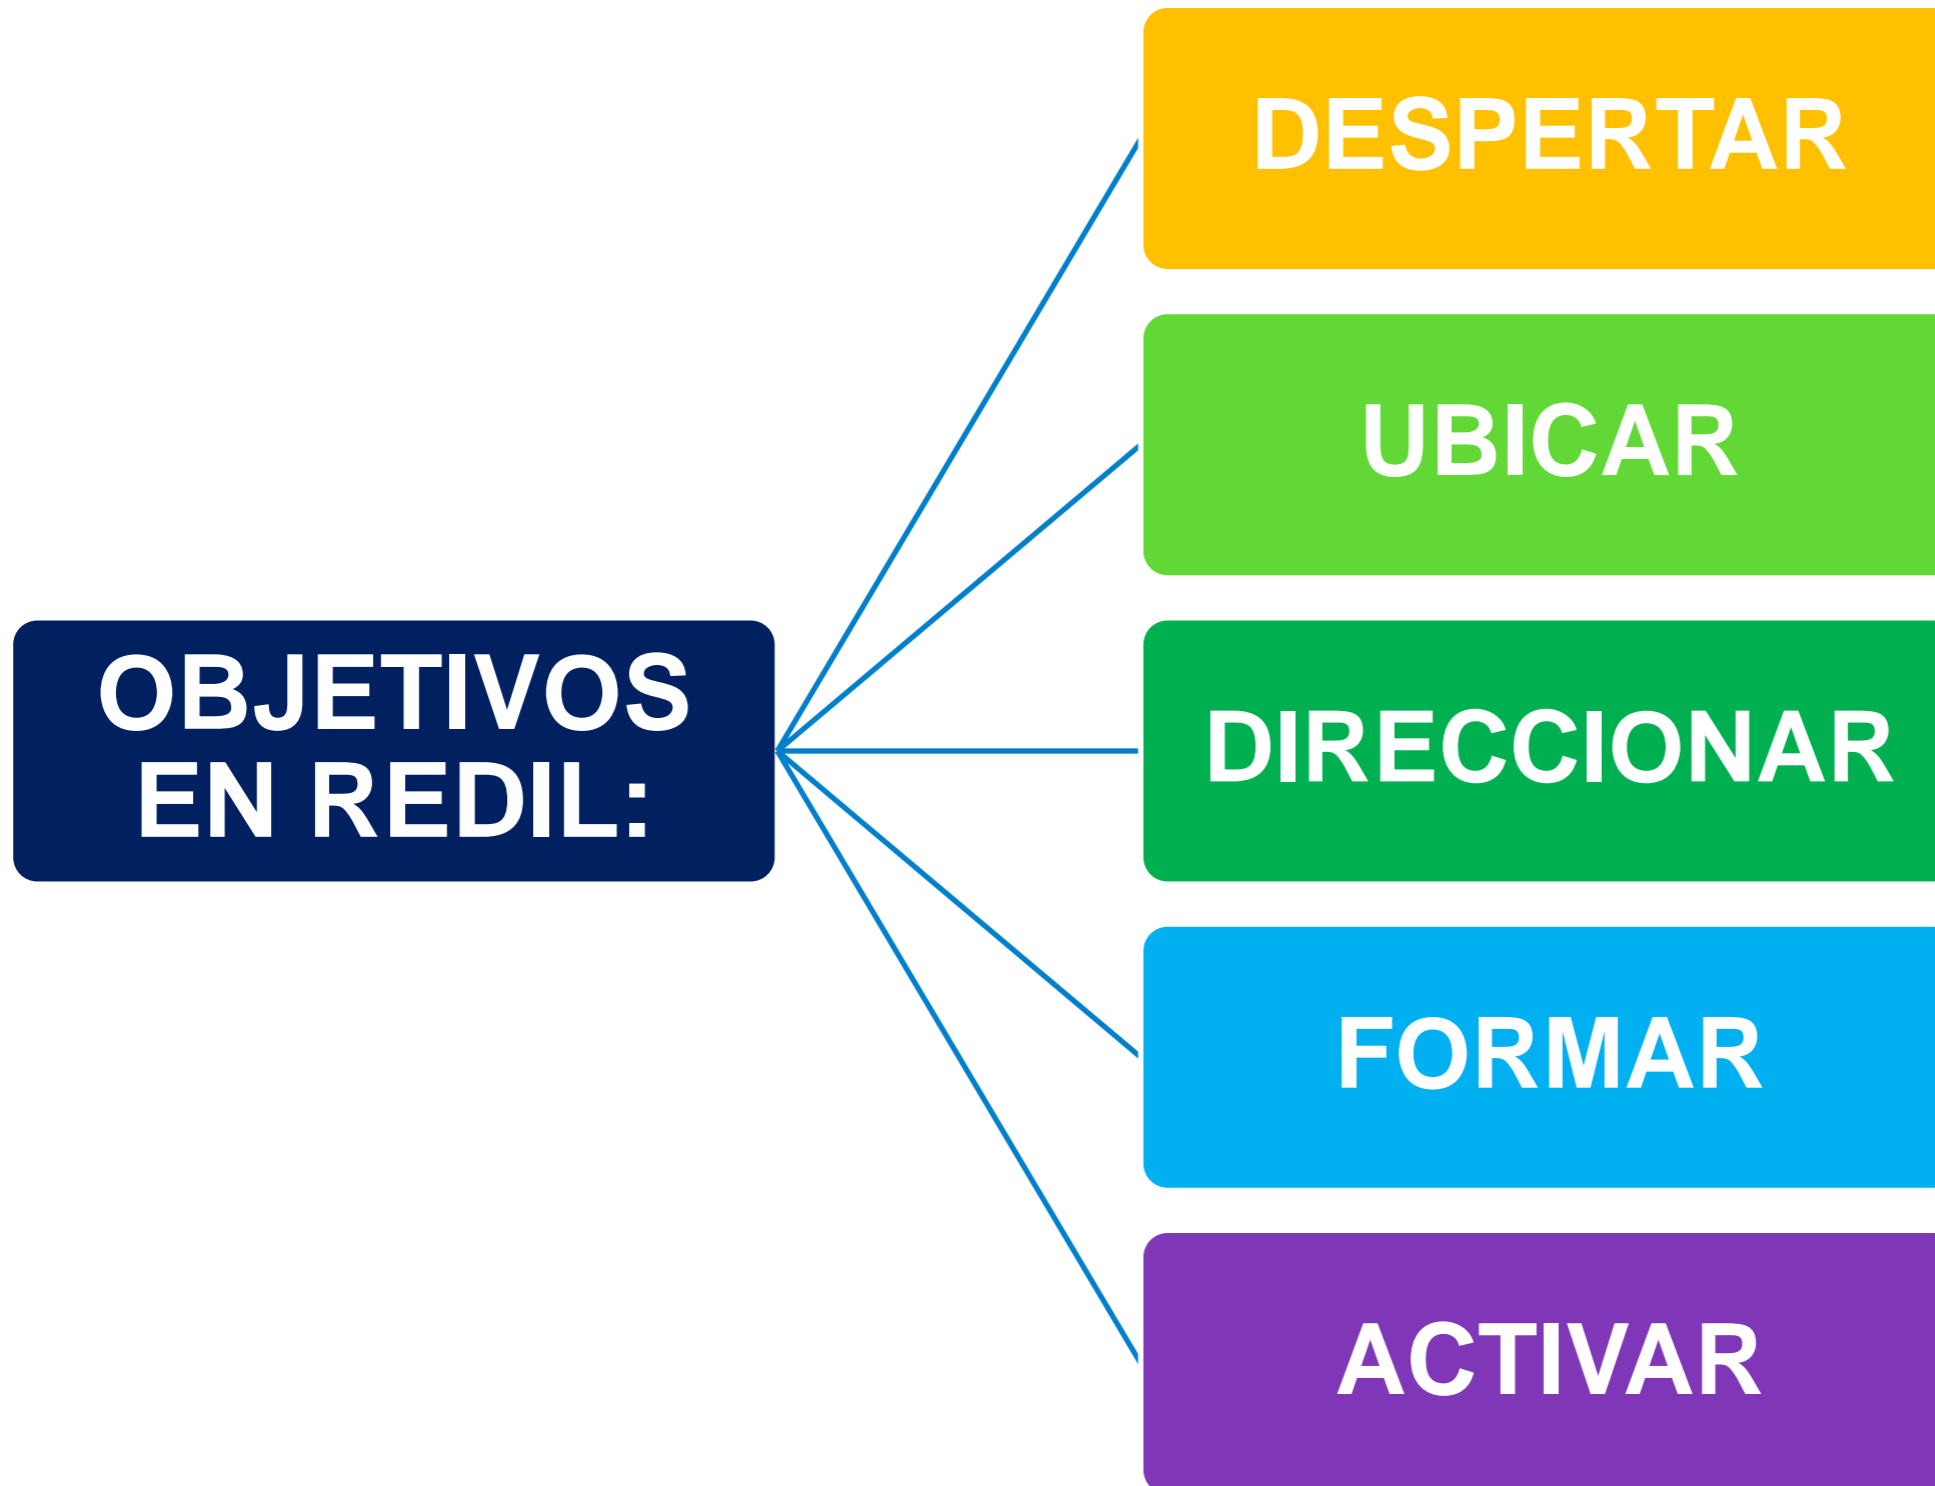 DESPERTAR
UBICAR
OBJETIVOS
EN REDIL:
DIRECCIONAR
FORMAR
ACTIVAR